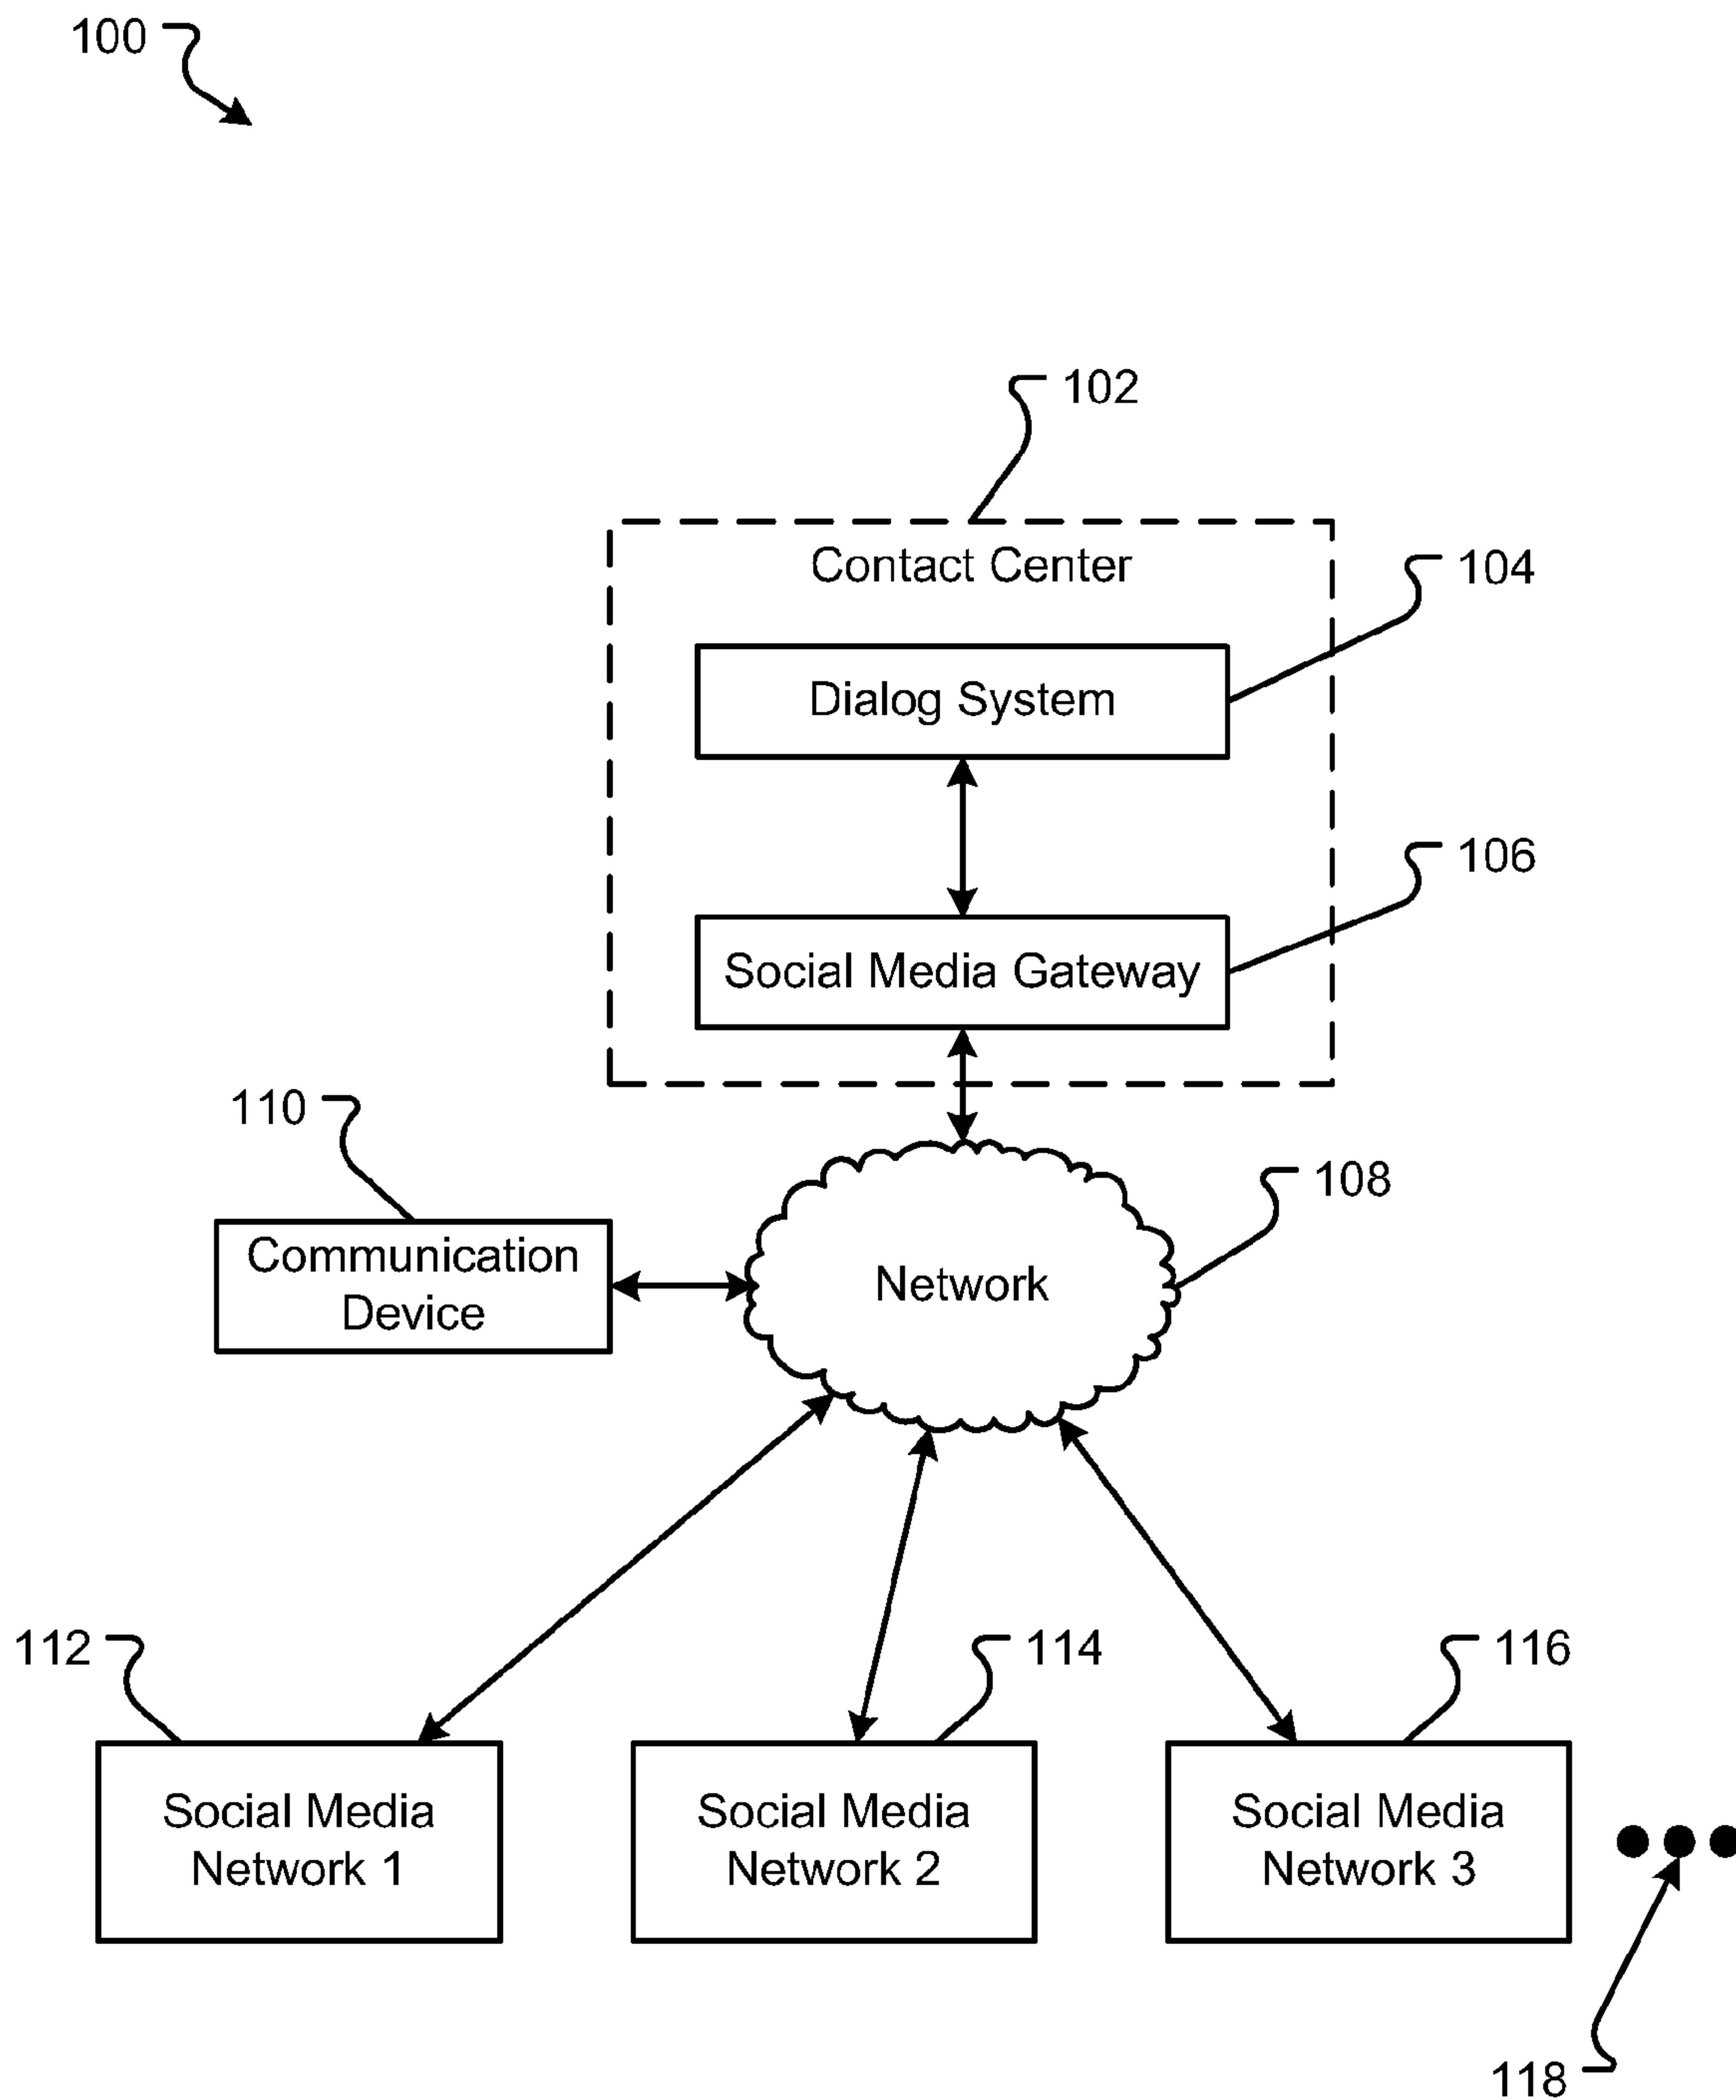 100
102
Contact Center
104
Dialog System
106
Social Media Gateway
110
108
Communication
Device
Network
112
114
116
Social Media
Network 1
Social Media
Network 2
Social Media
Network 3
118